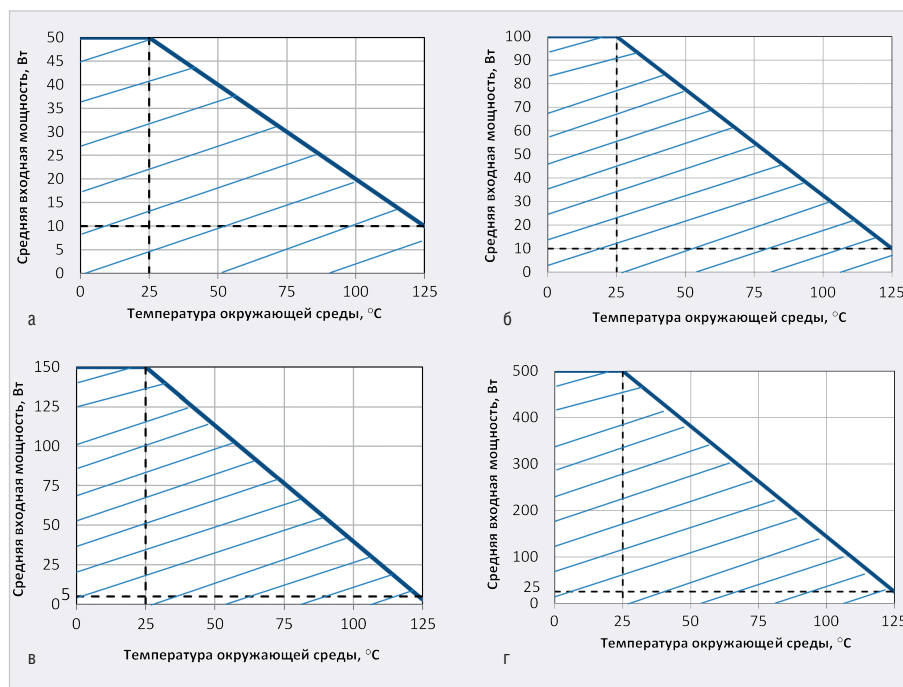 Средняя входная мощность, Вт
50
45
40
35
30
25
20
15
10
5
0
0 25 50 75 100 125
Температура окружающей среды, °C
а
Средняя входная мощность, Вт
100
90
80
70
60
50
40
30
20
10
0
0 25 50 75 100 125
Температура окружающей среды, °C
б
Средняя входная мощность, Вт
150
125
100
75
50
25
5
0
0 25 50 75 100 125
Температура окружающей среды, °C
в
Средняя входная мощность, Вт
500
400
300
200
100
25
0
0 25 50 75 100 125
Температура окружающей среды, °C
г